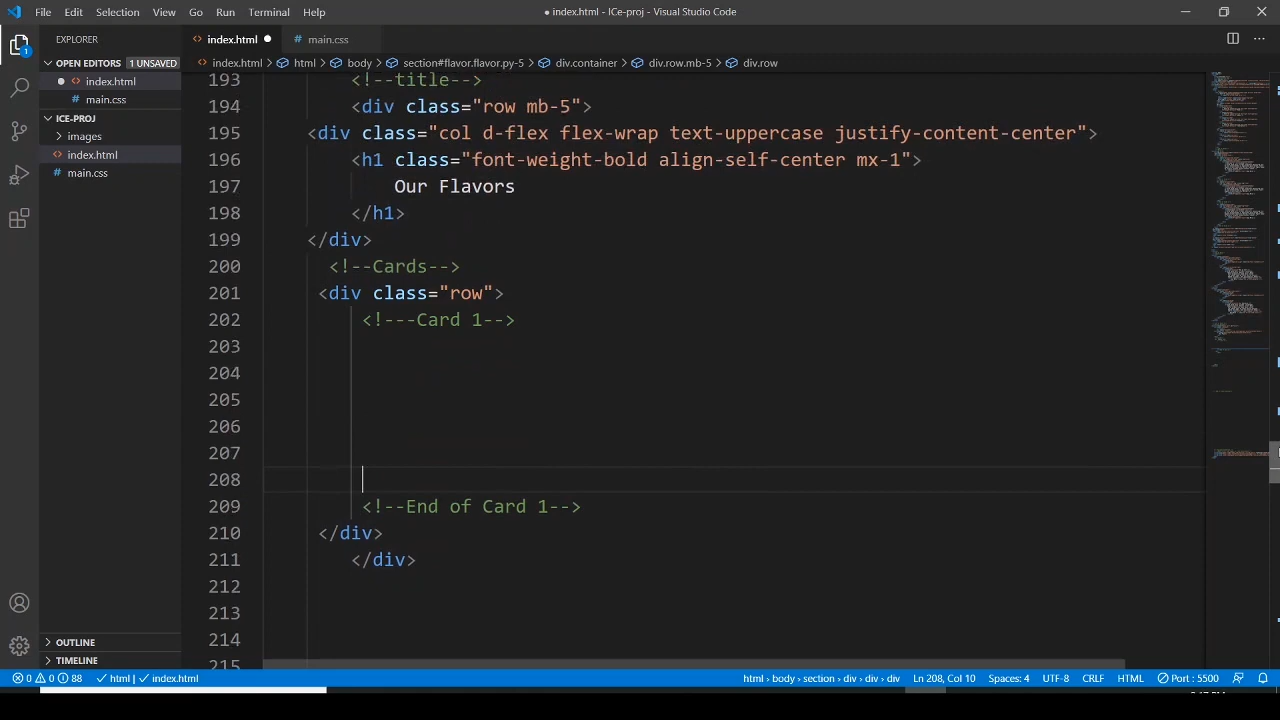 File Edit Selection View Go Run Terminal Help
● index.html - ICe-proj - Visual Studio Code
EXPLORER
index.html
main.css
OPEN EDITORS 1 UNSAVED
index.html
main.css
ICE-PROJ
images
index.html
main.css
OUTLINE
TIMELINE
1
index.html > html > body > section#flavor.flavor.py-5 > div.container > div.row.mb-5 > div.row
193 <!--title-->
194 <div class="row mb-5">
195 <div class="col d-flex flex-wrap text-uppercase justify-content-center">
196 <h1 class="font-weight-bold align-self-center mx-1">
197 Our Flavors
198 </h1>
199 </div>
200 <!--Cards-->
201 <div class="row">
202 <!---Card 1-->
203
204
205
206
207
208
209 <!--End of Card 1-->
210 </div>
211 </div>
212
213
214
215
0 0 88 html | index.html
html > body > section > div > div > div Ln 208, Col 10 Spaces: 4 UTF-8 CRLF HTML Port : 5500